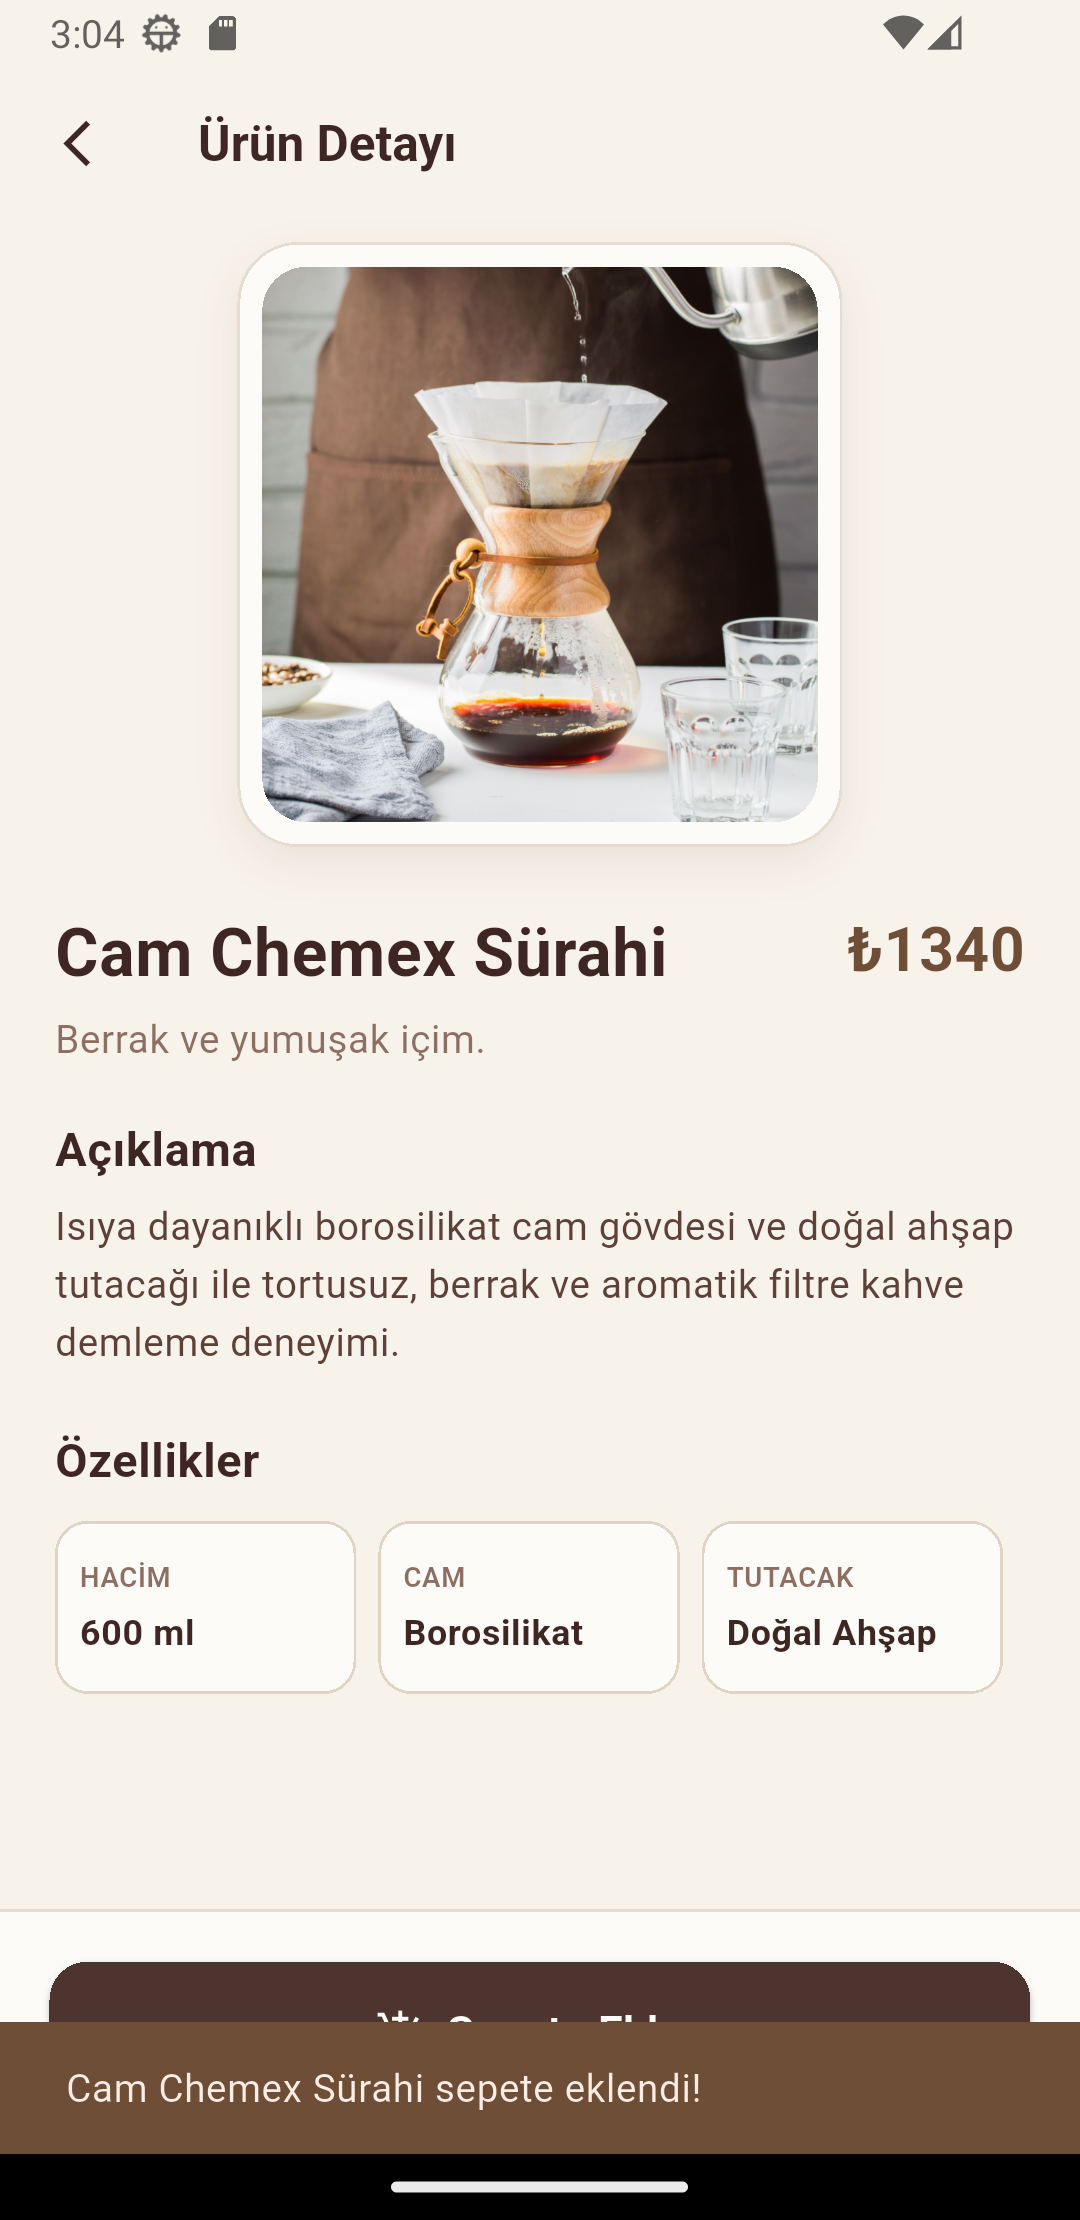 3:04
Ürün Detayı
Cam Chemex Sürahi
₺1340
Berrak ve yumuşak içim.
Açıklama
Isıya dayanıklı borosilikat cam gövdesi ve doğal ahşap
tutacağı ile tortusuz, berrak ve aromatik filtre kahve
demleme deneyimi.
Özellikler
HACİM
600 ml
CAM
Borosilikat
TUTACAK
Doğal Ahşap
Cam Chemex Sürahi sepete eklendi!